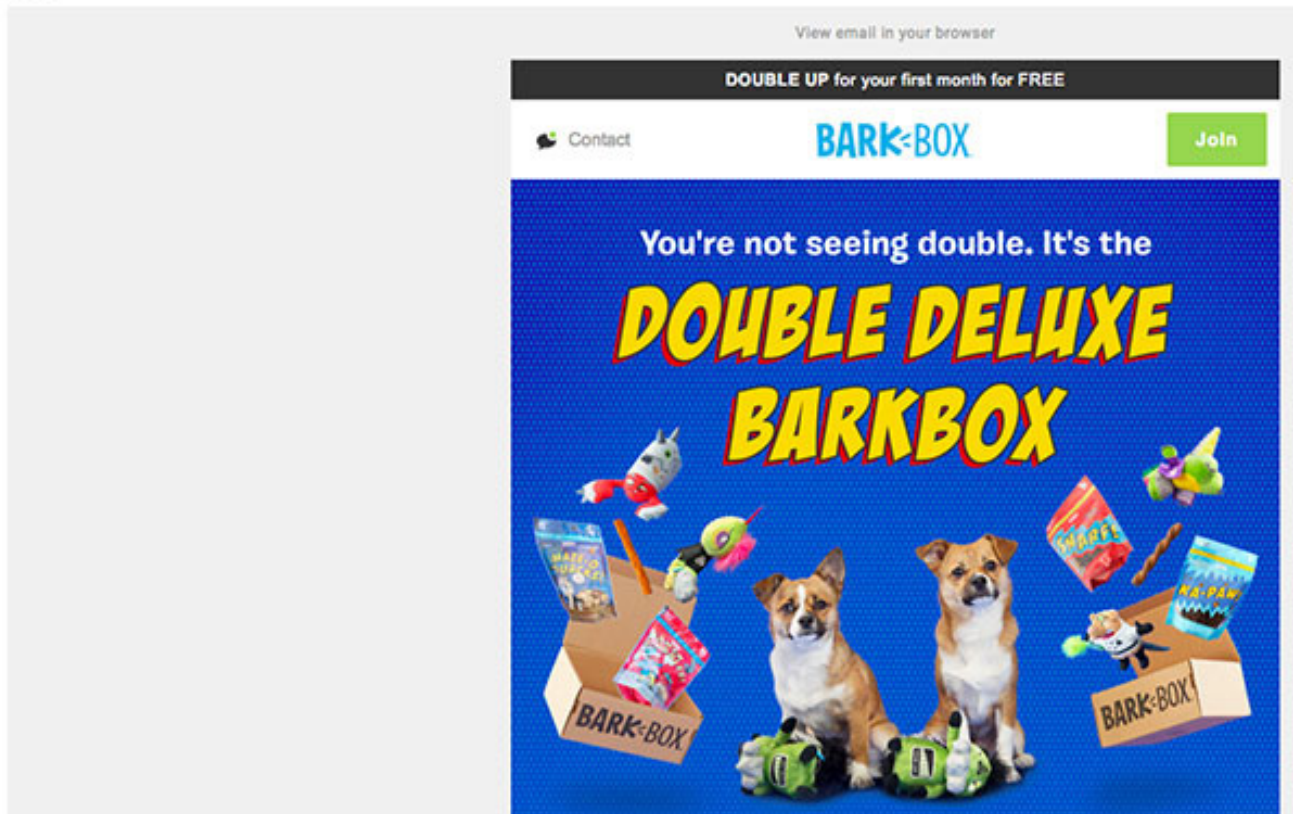 View email in your browser
DOUBLE UP for your first month for FREE
Contact
BARK BOX
Join
You're not seeing double. It's the
DOUBLE DELUXE
BARKBOX
KA-PAW
BARK BOX
BARK BOX